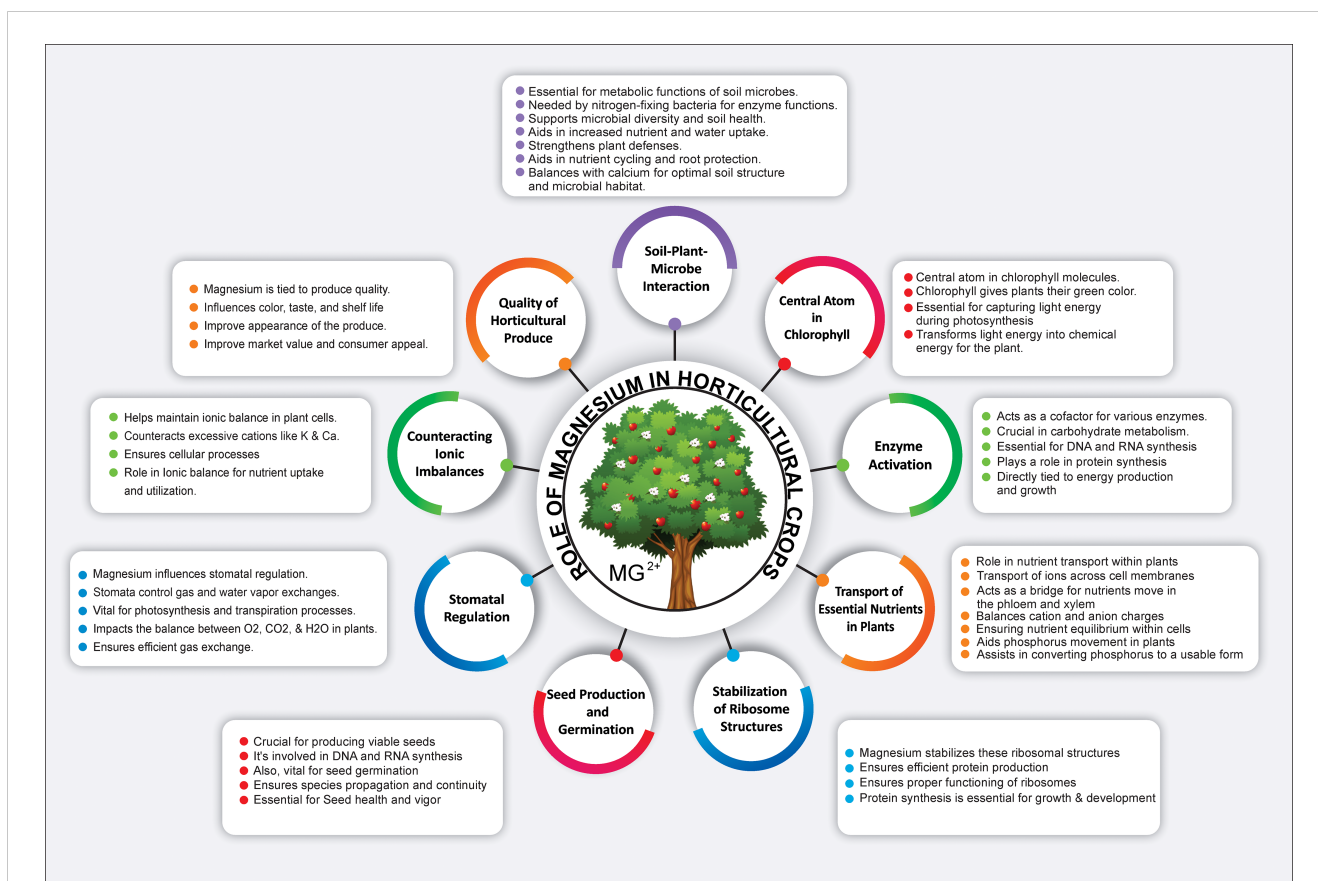 Essential for metabolic functions of soil microbes.
Needed by nitrogen-fixing bacteria for enzyme functions.
Supports microbial diversity and soil health.
Aids in increased nutrient and water uptake.
Strengthens plant defenses.
Aids in nutrient cycling and root protection.
Balances with calcium for optimal soil structure
and microbial habitat.
Soil-Plant-
Microbe
Interaction
Central Atom
in
Chlorophyll
Central atom in chlorophyll molecules.
Chlorophyll gives plants their green color.
Essential for capturing light energy
during photosynthesis
Transforms light energy into chemical
energy for the plant.
Enzyme
Activation
Acts as a cofactor for various enzymes.
Crucial in carbohydrate metabolism.
Essential for DNA and RNA synthesis
Plays a role in protein synthesis
Directly tied to energy production
and growth
Transport of
Essential Nutrients
in Plants
Role in nutrient transport within plants
Transport of ions across cell membranes
Acts as a bridge for nutrients move in
the phloem and xylem
Balances cation and anion charges
Ensuring nutrient equilibrium within cells
Aids phosphorus movement in plants
Assists in converting phosphorus to a usable form
Stabilization
of Ribosome
Structures
Magnesium stabilizes these ribosomal structures
Ensures efficient protein production
Ensures proper functioning of ribosomes
Protein synthesis is essential for growth & development
Seed Production
and
Germination
Crucial for producing viable seeds
It's involved in DNA and RNA synthesis
Also, vital for seed germination
Ensures species propagation and continuity
Essential for Seed health and vigor
Stomatal
Regulation
Magnesium influences stomatal regulation.
Stomata control gas and water vapor exchanges.
Vital for photosynthesis and transpiration processes.
Impacts the balance between O2, CO2, & H2O in plants.
Ensures efficient gas exchange.
Counteracting
Ionic
Imbalances
Helps maintain ionic balance in plant cells.
Counteracts excessive cations like K & Ca.
Ensures cellular processes
Role in Ionic balance for nutrient uptake
and utilization.
Quality of
Horticultural
Produce
Magnesium is tied to produce quality.
Influences color, taste, and shelf life
Improve appearance of the produce.
Improve market value and consumer appeal.
ROLE OF MAGNESIUM IN HORTICULTURAL CROPS
MG2+